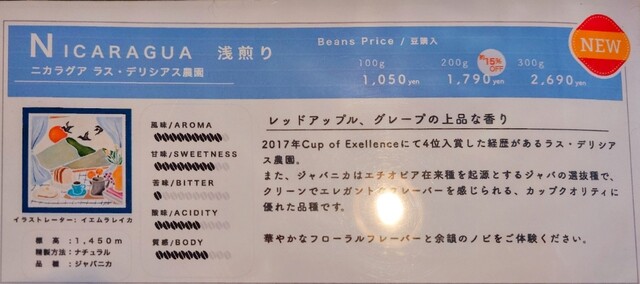 NICARAGUA 浅煎り
ニカラグア ラス・デリシアス農園
Beans Price / 豆購入
100g 200g 約15%OFF 300g
1,050yen 1,790yen 2,690yen
NEW
イラストレーター：イエムラレイカ
標 高：1,450m
精製方法：ナチュラル
品 種：ジャバニカ
風味/AROMA
甘味/SWEETNESS
苦味/BITTER
酸味/ACIDITY
質感/BODY
レッドアップル、グレープの上品な香り
2017年Cup of Exellenceにて4位入賞した経歴があるラス・デリシア
ス農園。
また、ジャバニカはエチオピア在来種を起源とするジャバの選抜種で、
クリーンでエレガントなフレーバーを感じられる、カップクオリティに
優れた品種です。
華やかなフローラルフレーバーと余韻のノビをご体験ください。